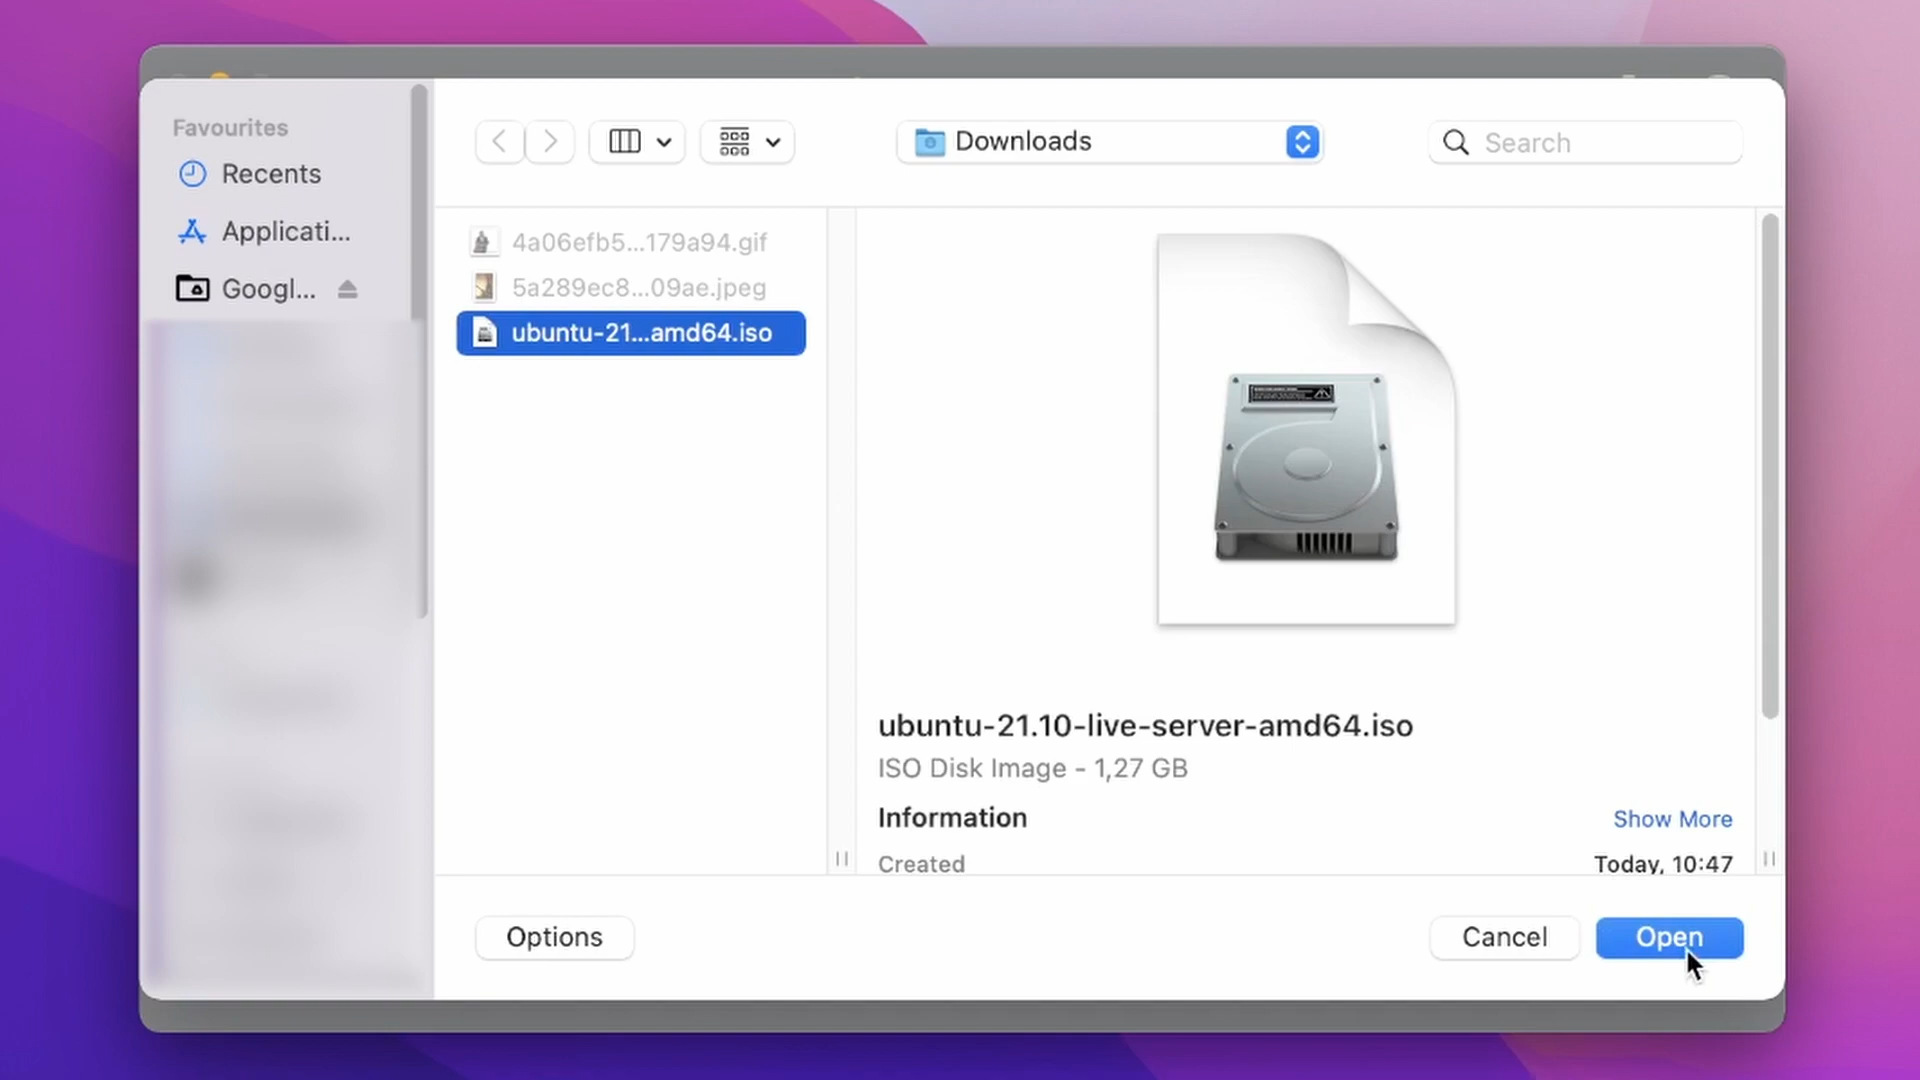 Favourites
Recents
Applicati...
Googl...
Downloads
Search
4a06efb5...179a94.gif
5a289ec8...09ae.jpeg
ubuntu-21...amd64.iso
ubuntu-21.10-live-server-amd64.iso
ISO Disk Image - 1,27 GB
Information
Show More
Created
Today, 10:47
Options
Cancel
Open